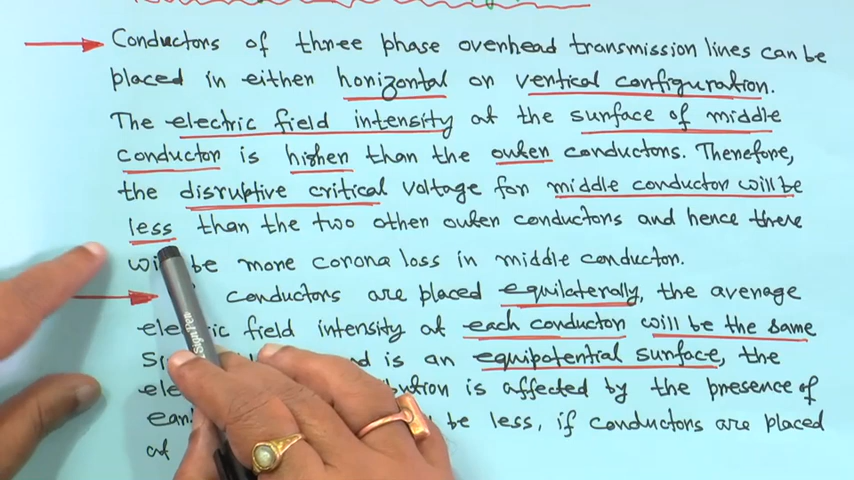 Conductors of three phase overhead transmission lines can be
placed in either horizontal or vertical configuration.
The electric field intensity at the surface of middle
conductor is higher than the outer conductors. Therefore,
the disruptive critical voltage for middle conductor will be
less than the two other outer conductors and hence there
be more corona loss in middle conductor.
conductors are placed equilaterally, the average
field intensity at each conductor will be the same
is an equipotential surface, the
is affected by the presence of
be less, if conductors are placed
at
SignPen